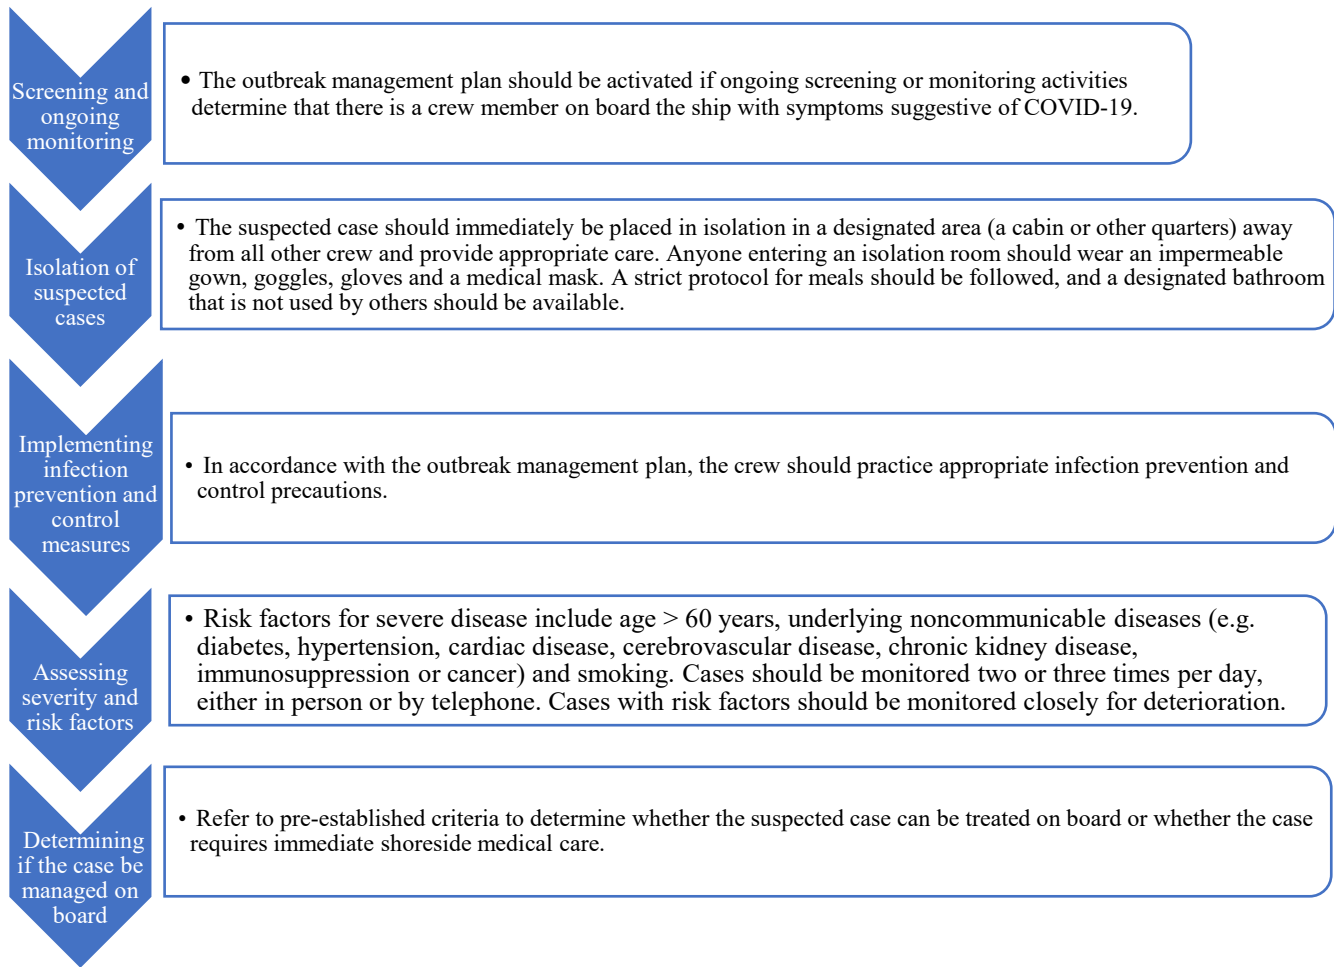 Screening and
ongoing
monitoring
• The outbreak management plan should be activated if ongoing screening or monitoring activities
determine that there is a crew member on board the ship with symptoms suggestive of COVID-19.
Isolation of
suspected
cases
• The suspected case should immediately be placed in isolation in a designated area (a cabin or other quarters) away
from all other crew and provide appropriate care. Anyone entering an isolation room should wear an impermeable
gown, goggles, gloves and a medical mask. A strict protocol for meals should be followed, and a designated bathroom
that is not used by others should be available.
Implementing
infection
prevention and
control
measures
• In accordance with the outbreak management plan, the crew should practice appropriate infection prevention and
control precautions.
Assessing
severity and
risk factors
• Risk factors for severe disease include age > 60 years, underlying noncommunicable diseases (e.g.
diabetes, hypertension, cardiac disease, cerebrovascular disease, chronic kidney disease,
immunosuppression or cancer) and smoking. Cases should be monitored two or three times per day,
either in person or by telephone. Cases with risk factors should be monitored closely for deterioration.
Determining
if the case be
managed on
board
• Refer to pre-established criteria to determine whether the suspected case can be treated on board or whether the case
requires immediate shoreside medical care.